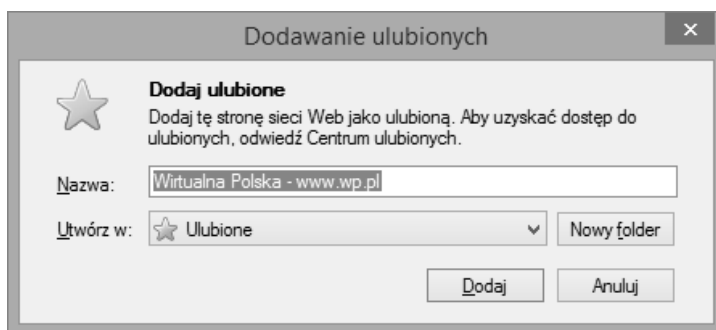 Dodawanie ulubionych
Dodaj ulubione
Dodaj tę stronę sieci Web jako ulubioną. Aby uzyskać dostęp do
ulubionych, odwiedź Centrum ulubionych.
Nazwa: Wirtualna Polska - www.wp.pl
Utwórz w: Ulubione Nowy folder
Dodaj Anuluj